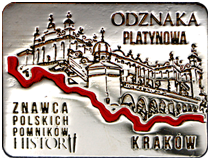 ODZNAKA
PLATYNOWA
ZNAWCA
POLSKICH
POMNIKÓW
HISTORII
KRAKÓW